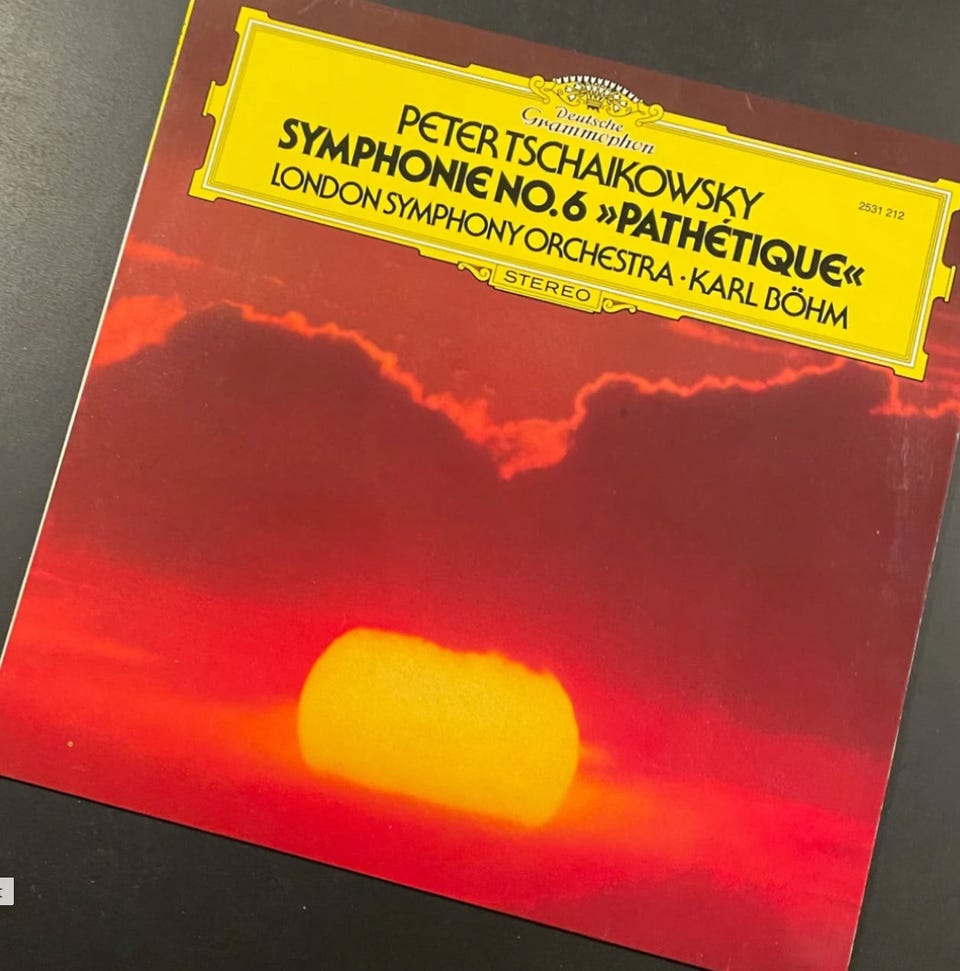 Deutsche
Grammophon
PETER TSCHAIKOWSKY
SYMPHONIE NO. 6 »PATHÉTIQUE«
2531 212
LONDON SYMPHONY ORCHESTRA · KARL BÖHM
STEREO